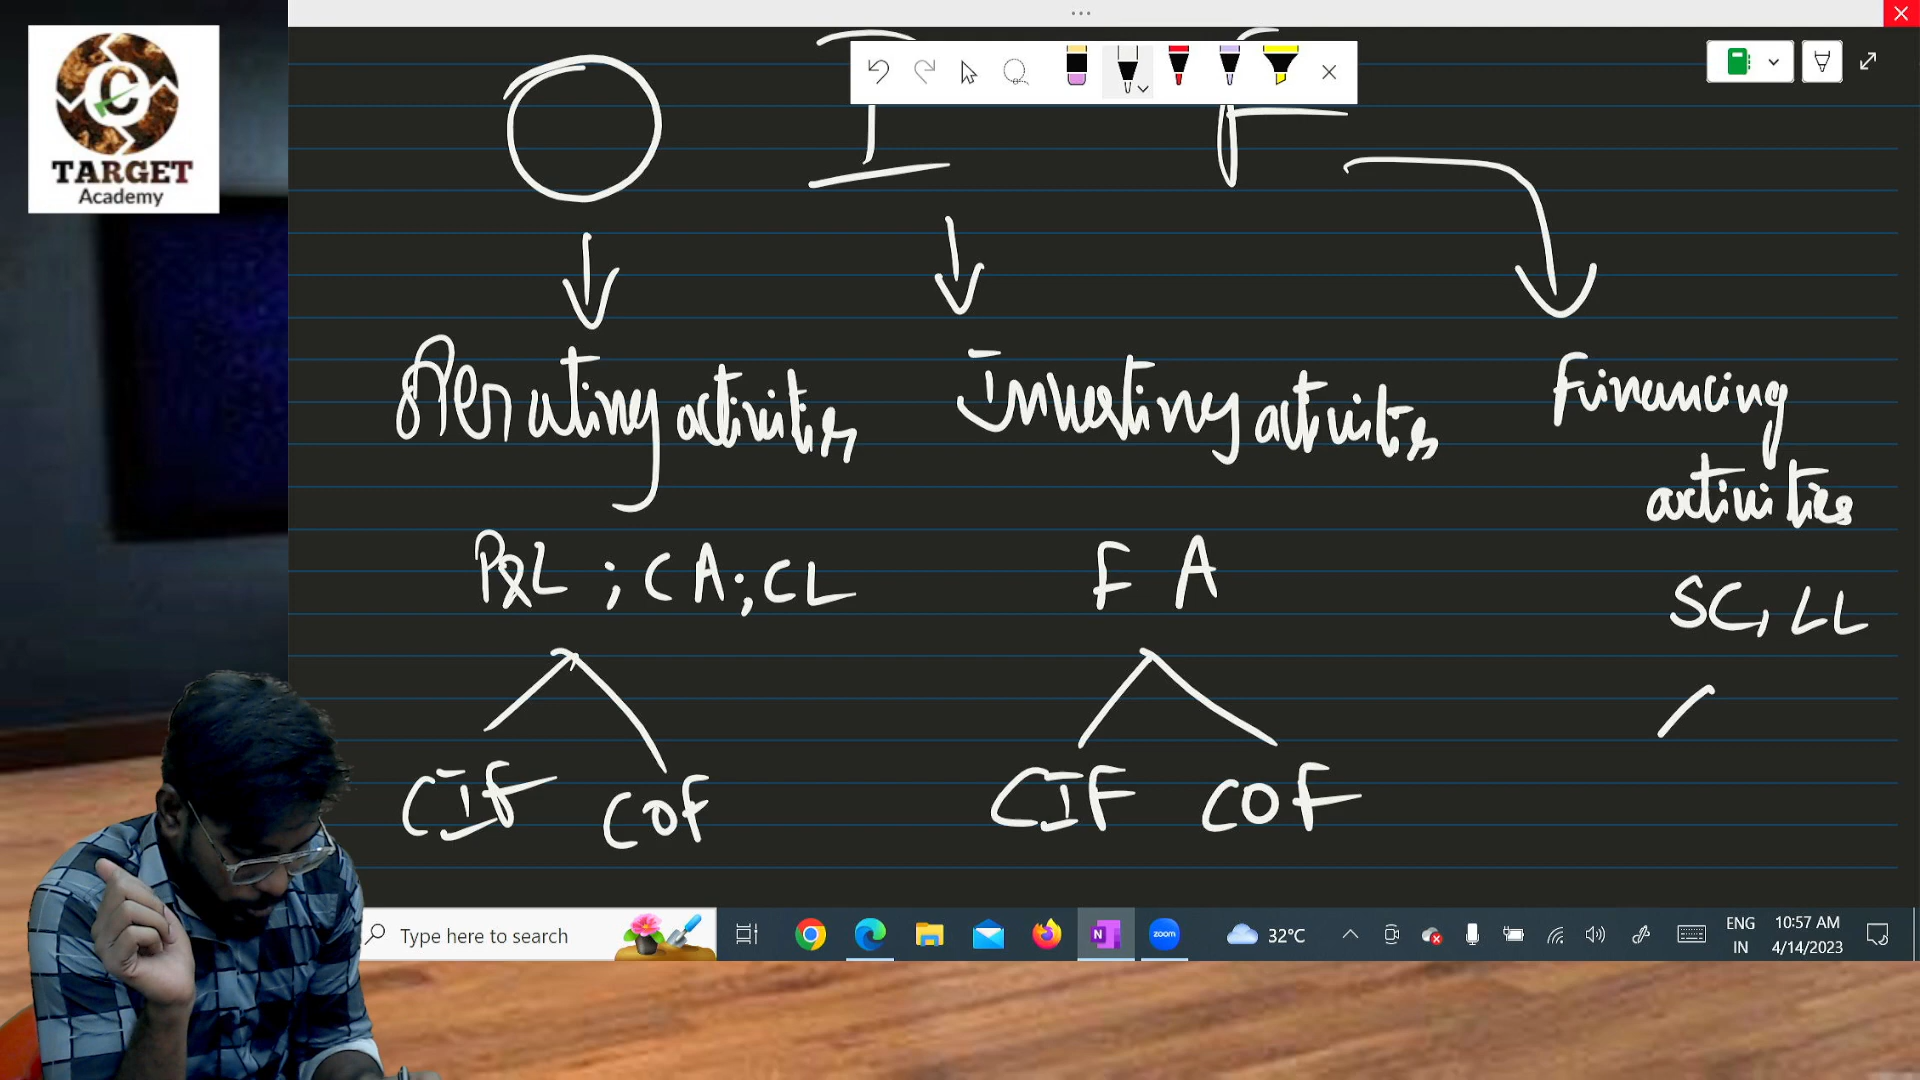 C
TARGET
Academy
O I F
Operating activities Investing activities Financing
activities
P&L ; CA ; CL F A SC, LL
CIF COF CIF COF
Type here to search
N
zoom
32°C
ENG
IN
10:57 AM
4/14/2023